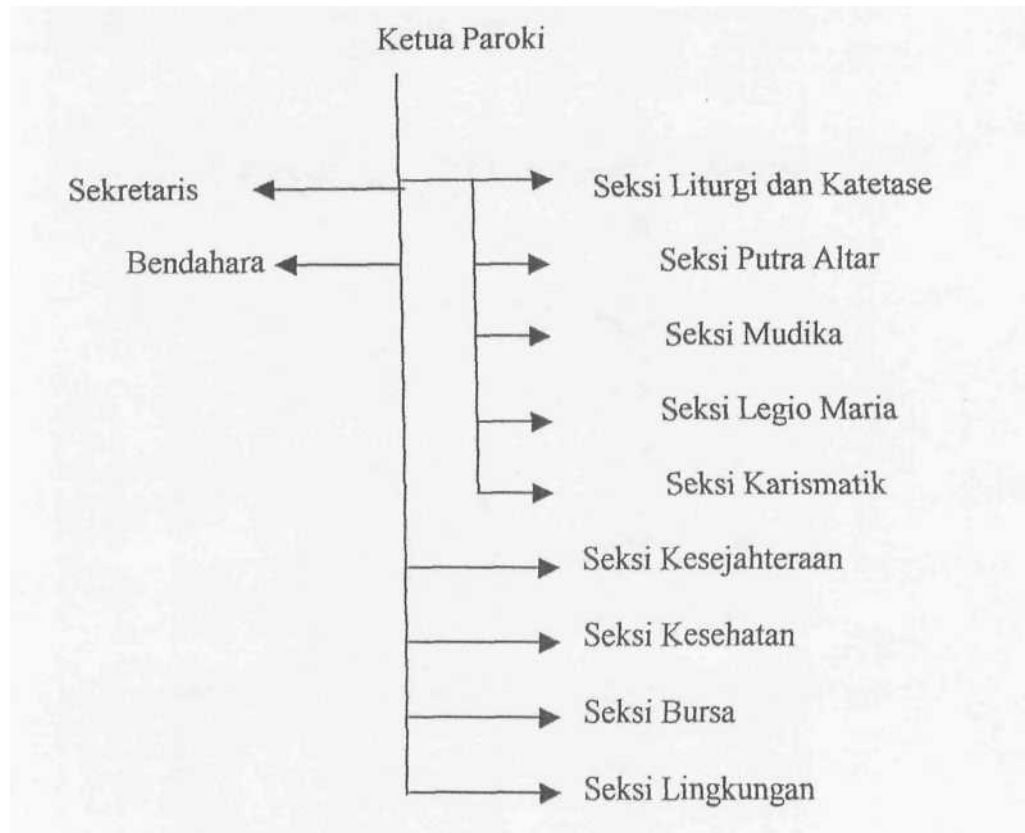 Ketua Paroki
Sekretaris
Seksi Liturgi dan Katetase
Bendahara
Seksi Putra Altar
Seksi Mudika
Seksi Legio Maria
Seksi Karismatik
Seksi Kesejahteraan
Seksi Kesehatan
Seksi Bursa
Seksi Lingkungan